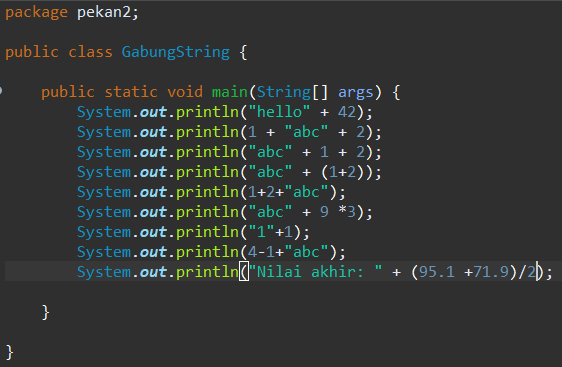 package pekan2;
public class GabungString {
public static void main(String[] args) {
System.out.println("hello" + 42);
System.out.println(1 + "abc" + 2);
System.out.println("abc" + 1 + 2);
System.out.println("abc" + (1+2));
System.out.println(1+2+"abc");
System.out.println("abc" + 9 *3);
System.out.println("1"+1);
System.out.println(4-1+"abc");
System.out.println("Nilai akhir: " + (95.1 +71.9)/2);
}
}